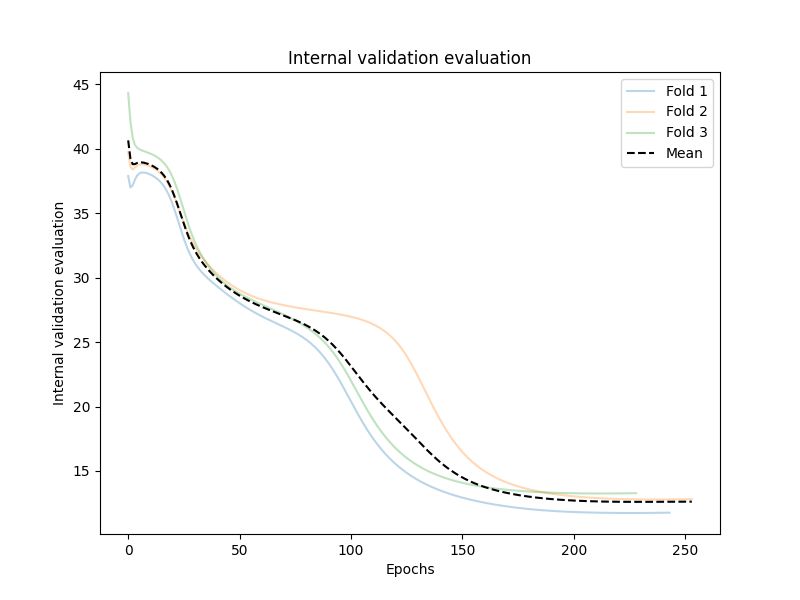 Internal validation evaluation
Fold 1
Fold 2
Fold 3
Mean
Internal validation evaluation
45
40
35
30
25
20
15
0 50 100 150 200 250
Epochs